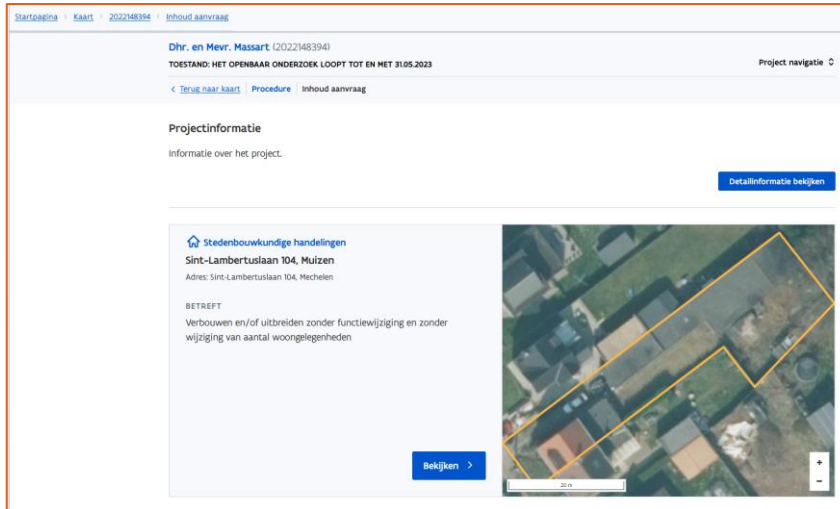 Startpagina > Kaart > 2022148394 > Inhoud aanvraag
Dhr. en Mevr. Massart (2022148394)
TOESTAND: HET OPENBAAR ONDERZOEK LOOPT TOT EN MET 31.05.2023
Project navigatie
< Terug naar kaart | Procedure | Inhoud aanvraag
Projectinformatie
Informatie over het project.
Detailinformatie bekijken
Stedenbouwkundige handelingen
Sint-Lambertuslaan 104, Muizen
Adres: Sint-Lambertuslaan 104, Mechelen
BETREFT
Verbouwen en/of uitbreiden zonder functiewijziging en zonder
wijziging van aantal woongelegenheden
Bekijken >
20 m
+
−